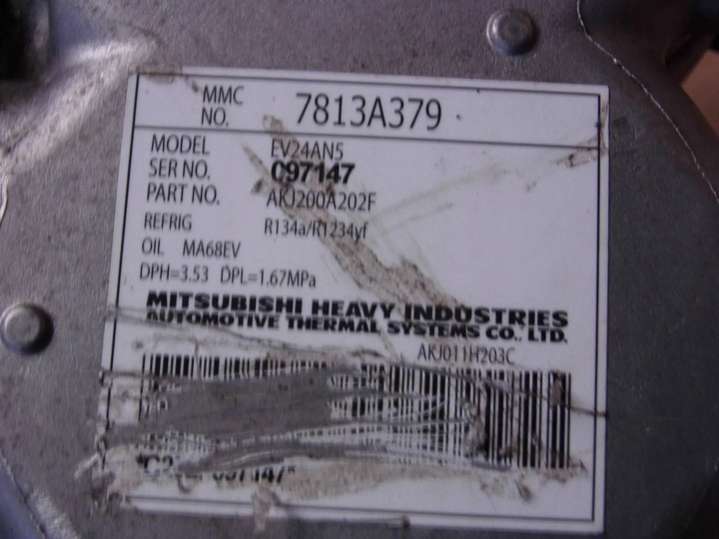 MMC NO. 7813A379
MODEL EV24AN5
SER NO. 097147
PART NO. AKJ200A202F
REFRIG R134a/R1234yf
OIL MA68EV
DPH=3.53 DPL=1.67MPa
MITSUBISHI HEAVY INDUSTRIES
AUTOMOTIVE THERMAL SYSTEMS CO., LTD.
AKJ011H203C